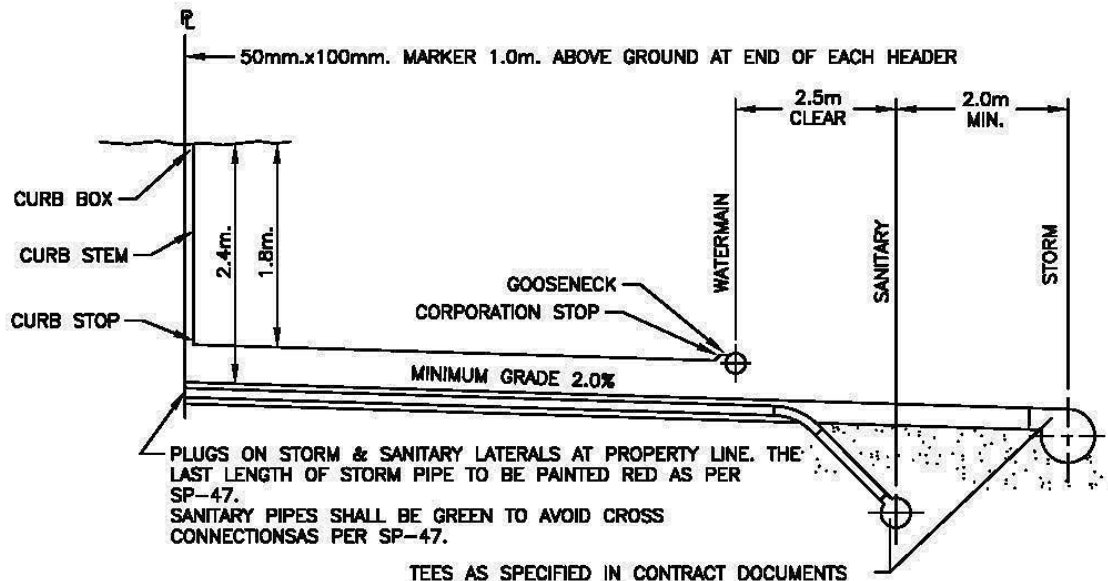 PL
50mm.x100mm. MARKER 1.0m. ABOVE GROUND AT END OF EACH HEADER
2.5m
CLEAR
2.0m
MIN.
CURB BOX
CURB STEM
CURB STOP
2.4m.
1.8m.
GOOSENECK
CORPORATION STOP
WATERMAIN
SANITARY
STORM
MINIMUM GRADE 2.0%
PLUGS ON STORM & SANITARY LATERALS AT PROPERTY LINE. THE
LAST LENGTH OF STORM PIPE TO BE PAINTED RED AS PER
SP-47.
SANITARY PIPES SHALL BE GREEN TO AVOID CROSS
CONNECTIONSAS PER SP-47.
TEES AS SPECIFIED IN CONTRACT DOCUMENTS